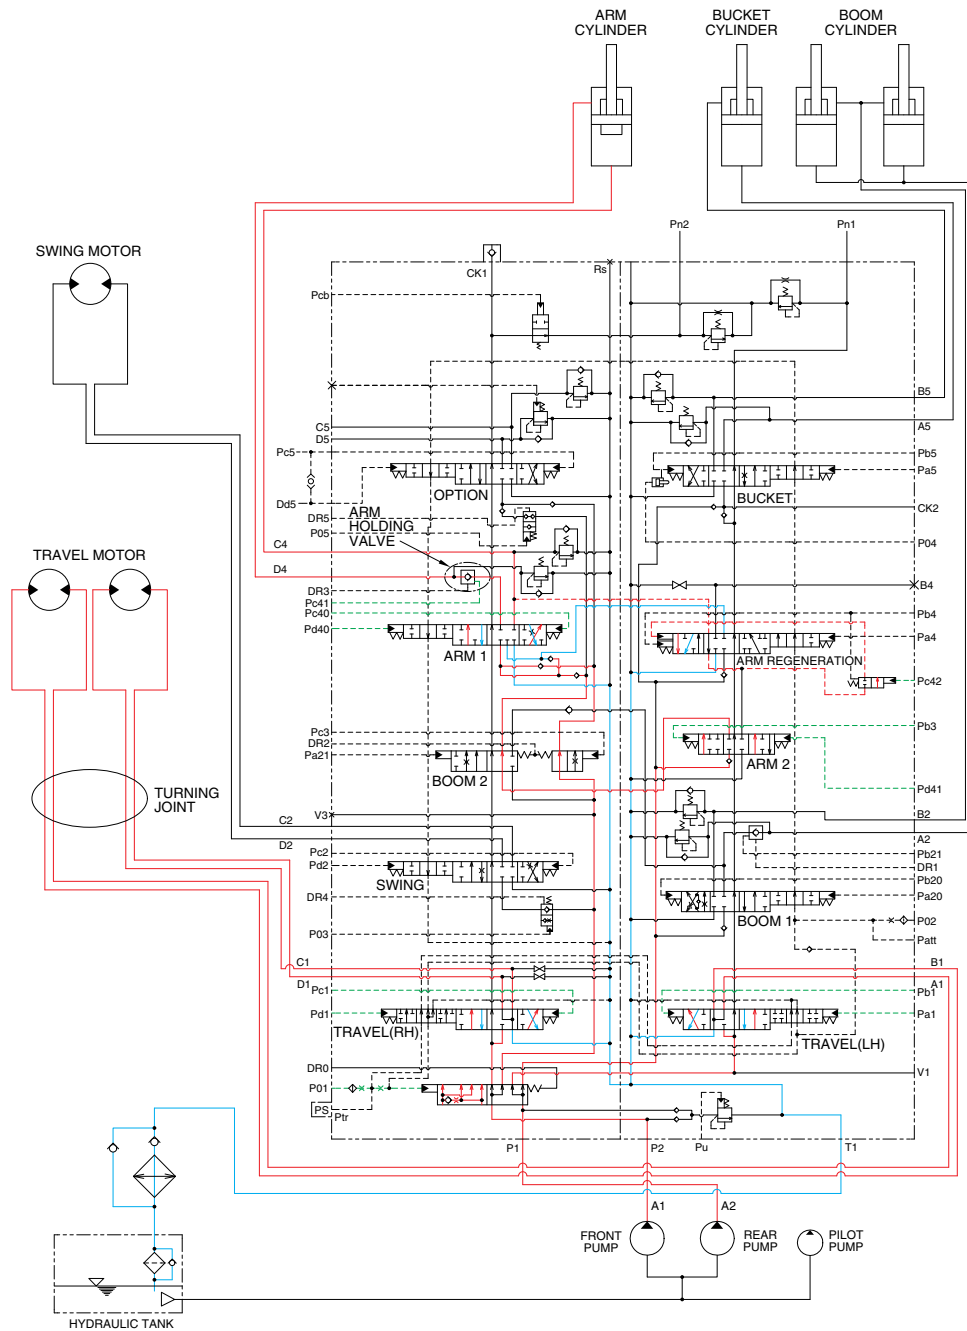 ARM
CYLINDER
BUCKET
CYLINDER
BOOM
CYLINDER
SWING MOTOR
Pn2
Pn1
CK1
Rs
Pcb
B5
C5
D5
A5
Pc5
Pb5
OPTION
BUCKET
Pa5
Dd5
ARM
HOLDING
VALVE
DR5
CK2
P05
P04
C4
TRAVEL MOTOR
D4
DR3
B4
Pc41
Pc40
Pb4
Pd40
ARM 1
Pa4
ARM REGENERATION
Pc42
Pc3
Pb3
DR2
Pa21
BOOM 2
ARM 2
TURNING
JOINT
Pd41
V3
C2
B2
D2
A2
Pc2
Pb21
Pd2
DR1
SWING
Pb20
DR4
BOOM 1
Pa20
P03
P02
Patt
C1
B1
D1
A1
Pc1
Pb1
Pd1
Pa1
TRAVEL(RH)
TRAVEL(LH)
DR0
V1
P01
PS
Ptr
P1
P2
Pu
T1
A1
A2
FRONT
PUMP
REAR
PUMP
PILOT
PUMP
HYDRAULIC TANK